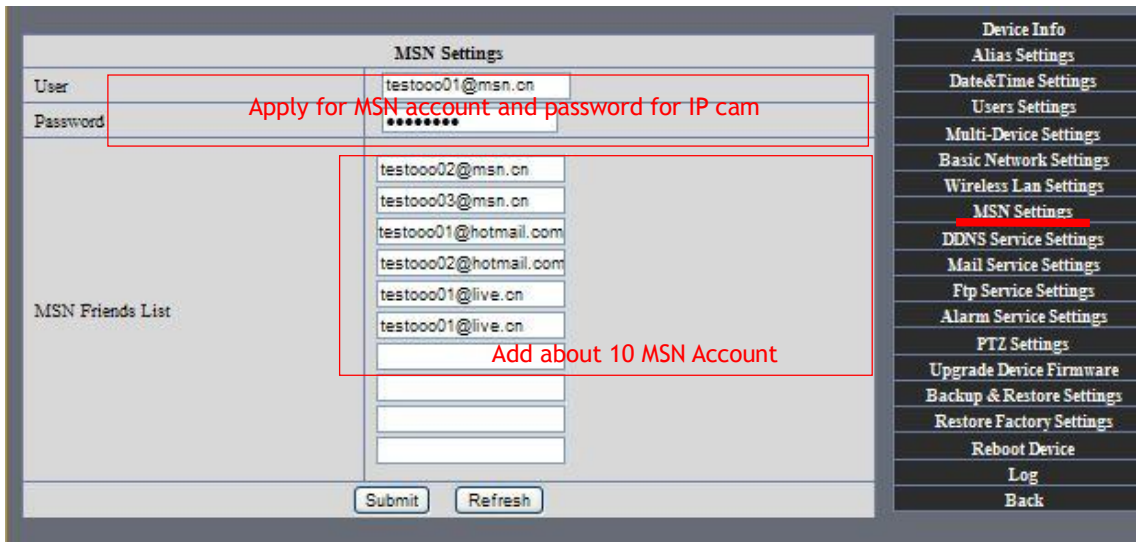 MSN Settings
User
testooo01@msn.cn
Apply for MSN account and password for IP cam
Password
••••••••
MSN Friends List
testooo02@msn.cn
testooo03@msn.cn
testooo01@hotmail.com
testooo02@hotmail.com
testooo01@live.cn
testooo01@live.cn
Add about 10 MSN Account
Submit Refresh
Device Info
Alias Settings
Date&Time Settings
Users Settings
Multi-Device Settings
Basic Network Settings
Wireless Lan Settings
MSN Settings
DDNS Service Settings
Mail Service Settings
Ftp Service Settings
Alarm Service Settings
PTZ Settings
Upgrade Device Firmware
Backup & Restore Settings
Restore Factory Settings
Reboot Device
Log
Back